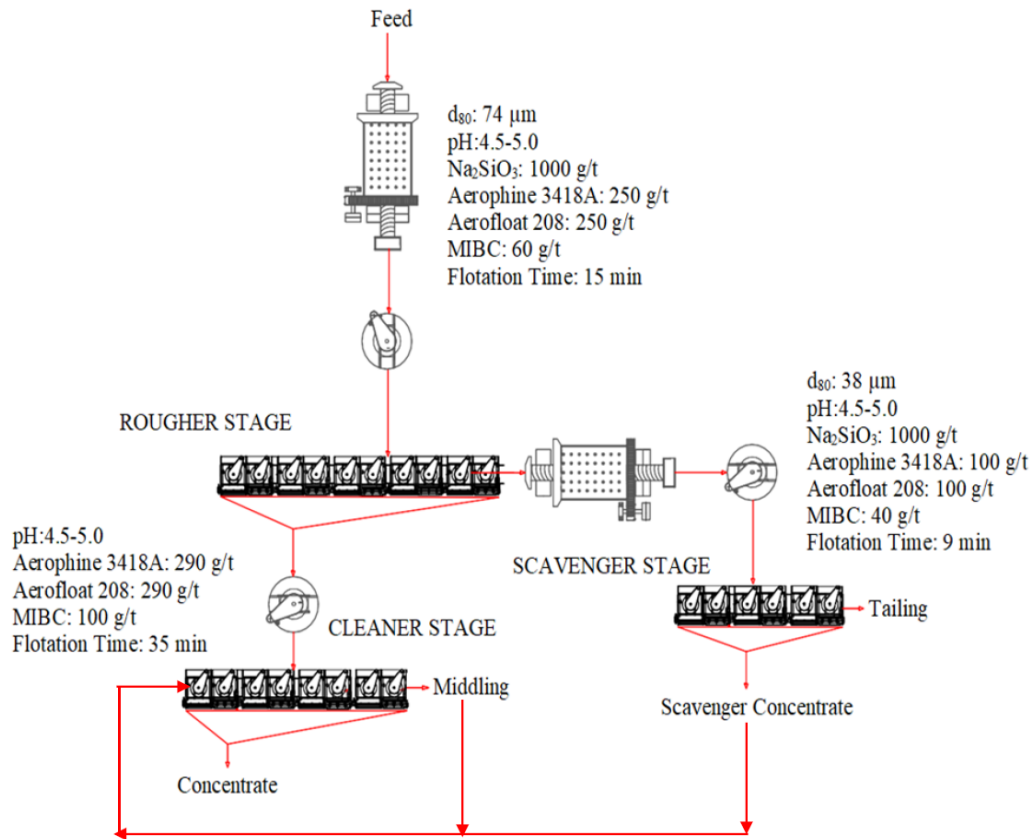 Feed
d₈₀: 74 µm
pH:4.5-5.0
Na₂SiO₃: 1000 g/t
Aerophine 3418A: 250 g/t
Aerofloat 208: 250 g/t
MIBC: 60 g/t
Flotation Time: 15 min
ROUGHER STAGE
d₈₀: 38 µm
pH:4.5-5.0
Na₂SiO₃: 1000 g/t
Aerophine 3418A: 100 g/t
Aerofloat 208: 100 g/t
MIBC: 40 g/t
Flotation Time: 9 min
pH:4.5-5.0
Aerophine 3418A: 290 g/t
Aerofloat 208: 290 g/t
MIBC: 100 g/t
Flotation Time: 35 min
SCAVENGER STAGE
Tailing
CLEANER STAGE
Middling
Scavenger Concentrate
Concentrate